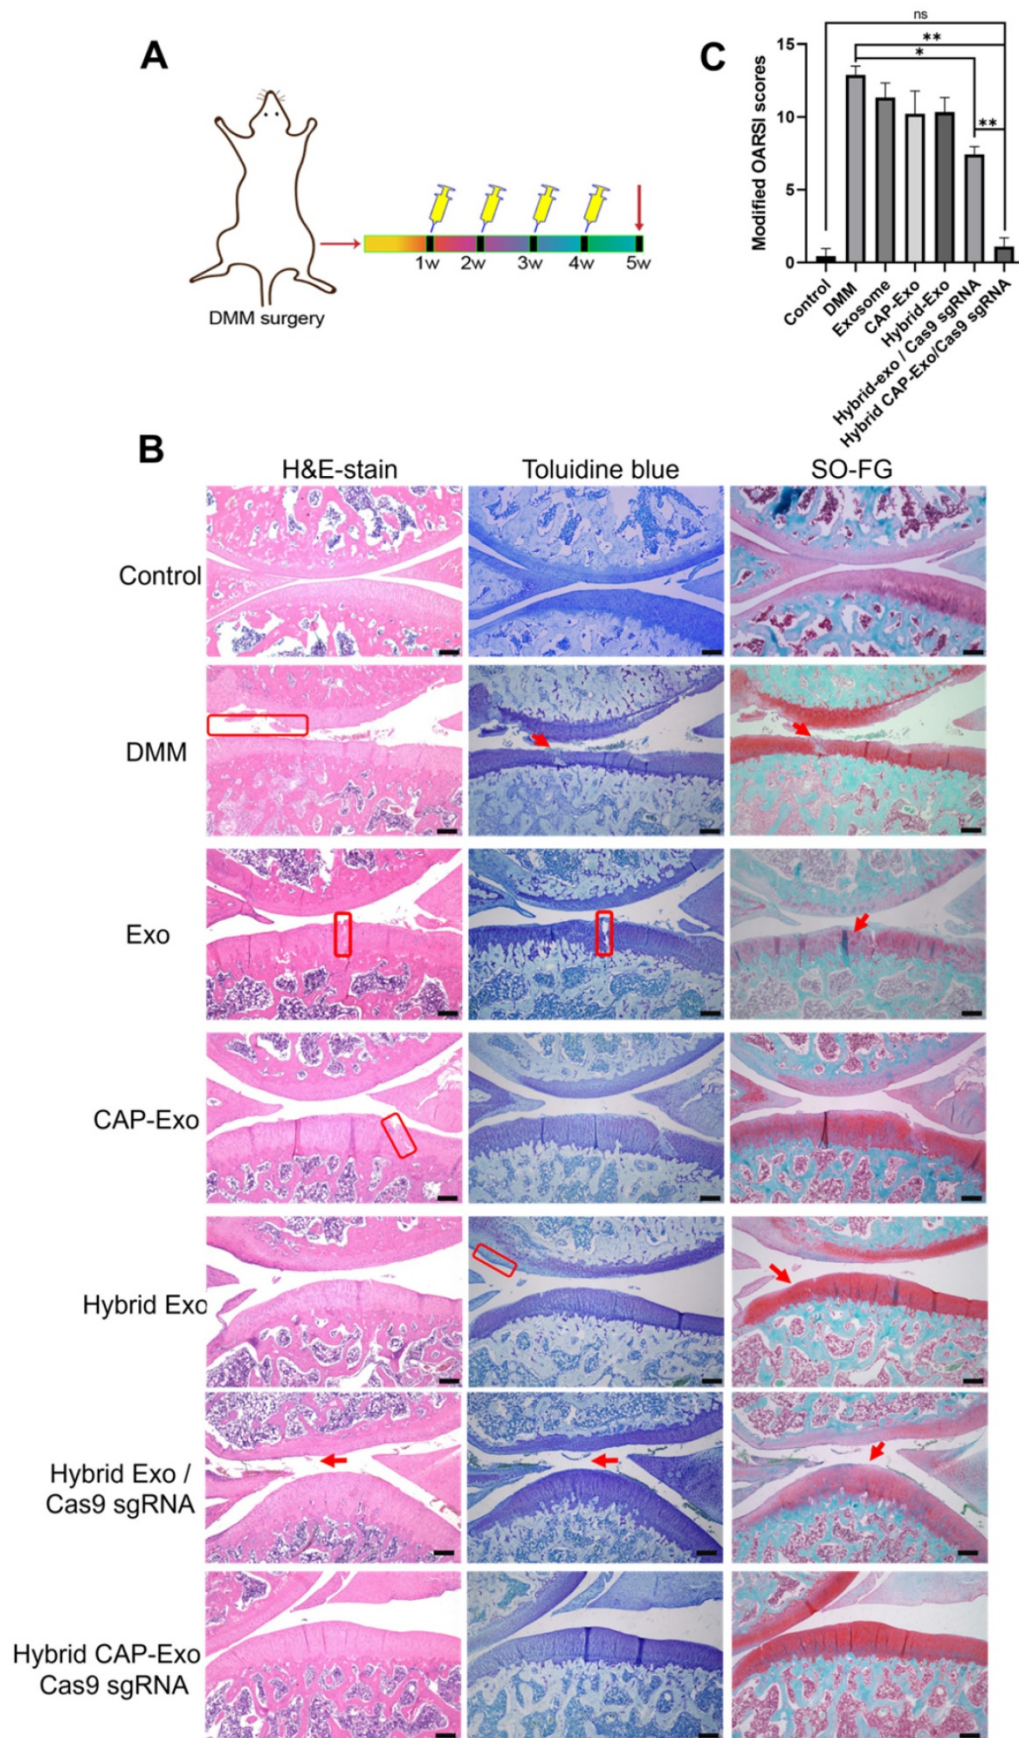 A
1w 2w 3w 4w 5w
DMM surgery
C
ns
**
*
**
Modified OARSI scores
15
10
5
0
Control
DMM
Exosome
CAP-Exo
Hybrid-Exo
Hybrid-exo / Cas9 sgRNA
Hybrid CAP-Exo/Cas9 sgRNA
B
H&E-stain Toluidine blue SO-FG
Control
DMM
Exo
CAP-Exo
Hybrid Exo
Hybrid Exo /
Cas9 sgRNA
Hybrid CAP-Exo
Cas9 sgRNA